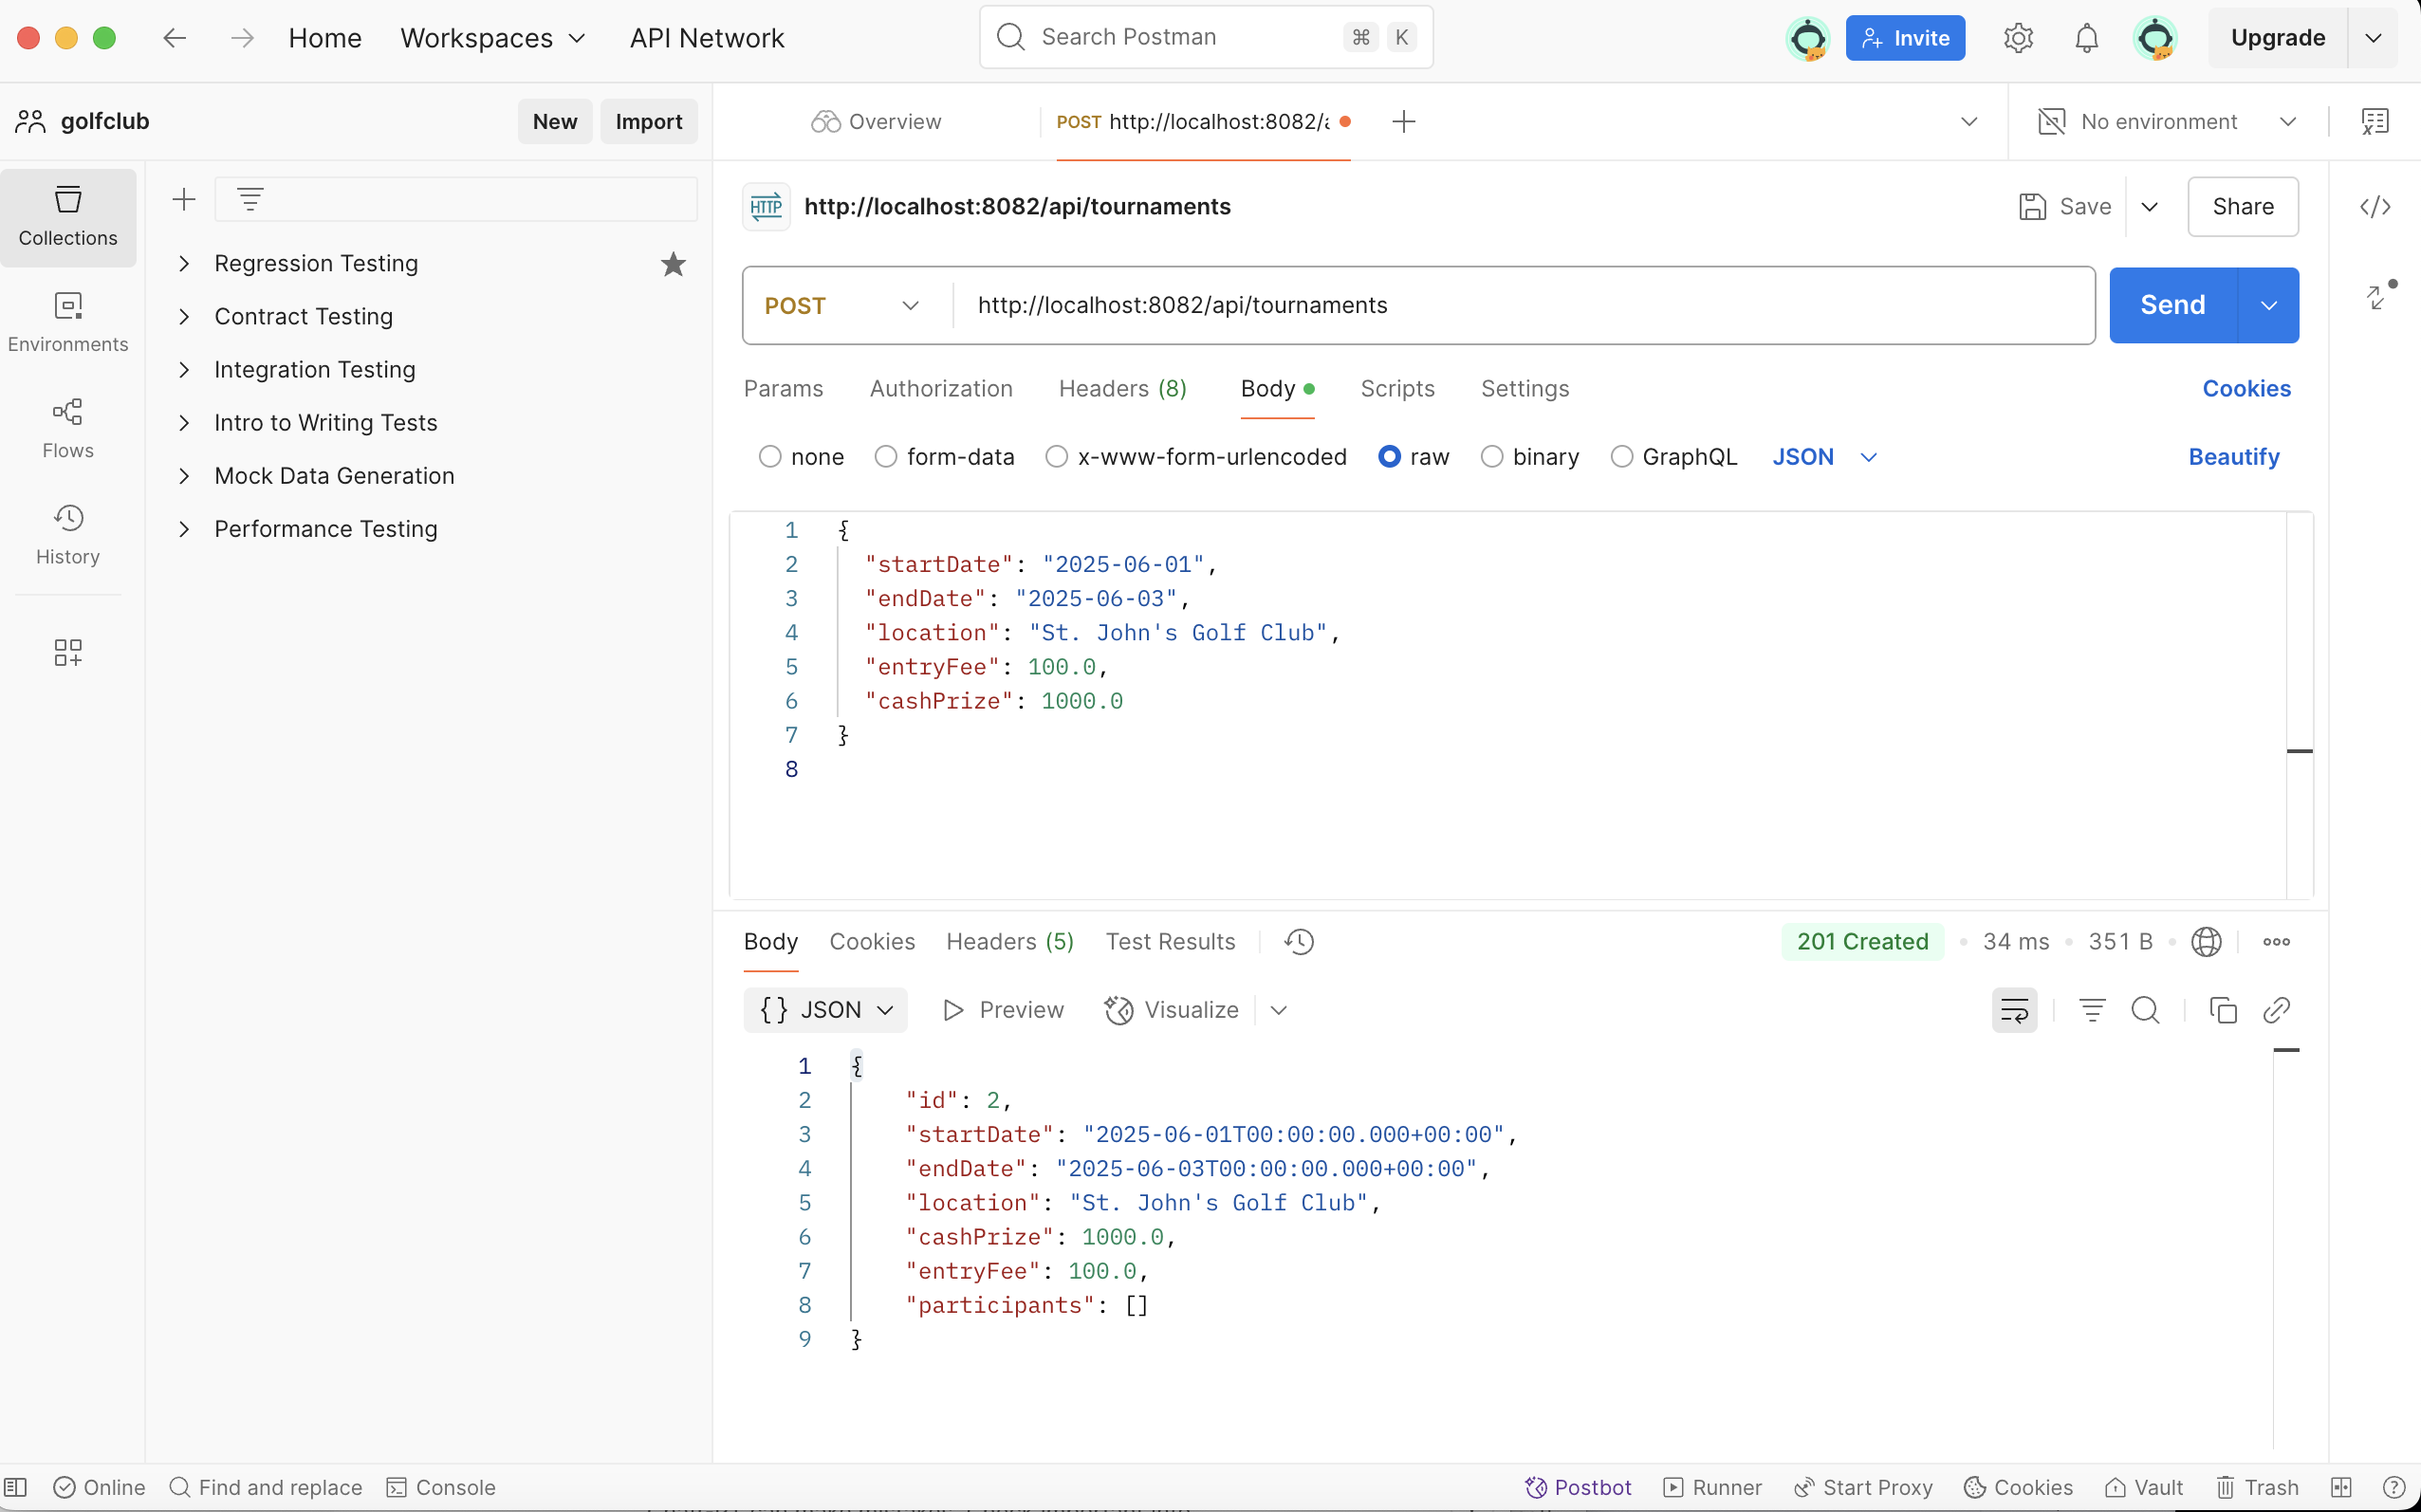 Home Workspaces API Network Search Postman ⌘ K Invite Upgrade
golfclub New Import Overview POST http://localhost:8082/a No environment
Collections
Environments
Flows
History
Regression Testing
Contract Testing
Integration Testing
Intro to Writing Tests
Mock Data Generation
Performance Testing
HTTP http://localhost:8082/api/tournaments Save Share
POST http://localhost:8082/api/tournaments Send
Params Authorization Headers (8) Body Scripts Settings Cookies
none form-data x-www-form-urlencoded raw binary GraphQL JSON Beautify
1 {
2 "startDate": "2025-06-01",
3 "endDate": "2025-06-03",
4 "location": "St. John's Golf Club",
5 "entryFee": 100.0,
6 "cashPrize": 1000.0
7 }
8
Body Cookies Headers (5) Test Results 201 Created 34 ms 351 B
{} JSON Preview Visualize
1 {
2 "id": 2,
3 "startDate": "2025-06-01T00:00:00.000+00:00",
4 "endDate": "2025-06-03T00:00:00.000+00:00",
5 "location": "St. John's Golf Club",
6 "cashPrize": 1000.0,
7 "entryFee": 100.0,
8 "participants": []
9 }
Online Find and replace Console Postbot Runner Start Proxy Cookies Vault Trash